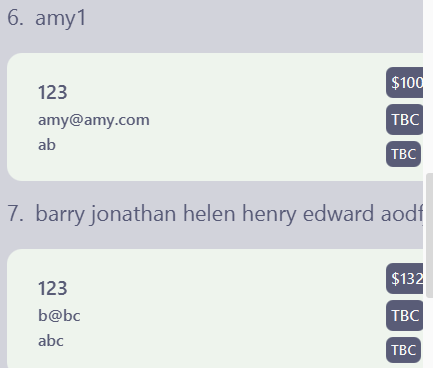 6. amy1
123
$100
amy@amy.com
TBC
ab
TBC
7. barry jonathan helen henry edward
123
$132
b@bc
TBC
abc
TBC